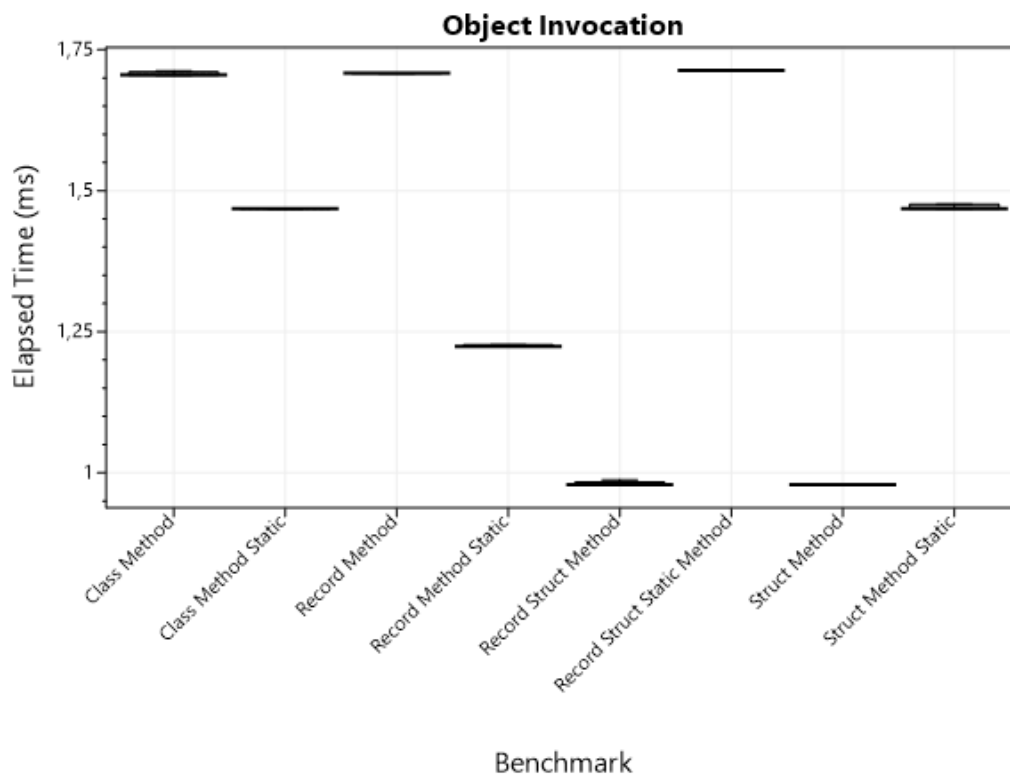 Object Invocation
1,75
1,5
1,25
1
Elapsed Time (ms)
Class Method
Class Method Static
Record Method
Record Method Static
Record Struct Method
Record Struct Static Method
Struct Method
Struct Method Static
Benchmark